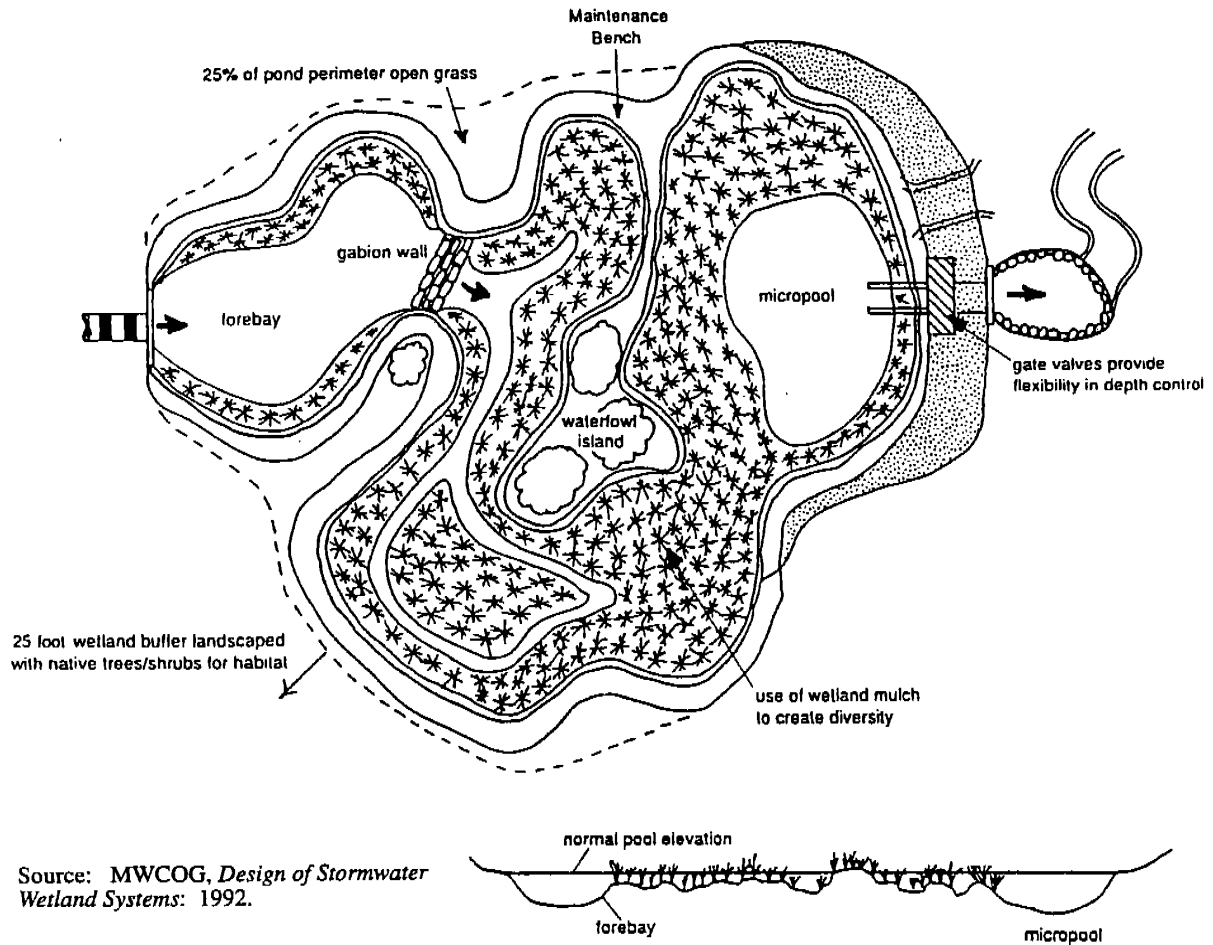 Maintenance
Bench
25% of pond perimeter open grass
gabion wall
forebay
micropool
gate valves provide
flexibility in depth control
waterfowl
island
25 foot wetland buffer landscaped
with native trees/shrubs for habitat
use of wetland mulch
to create diversity
normal pool elevation
Source: MWCOG, Design of Stormwater
Wetland Systems: 1992.
forebay
micropool